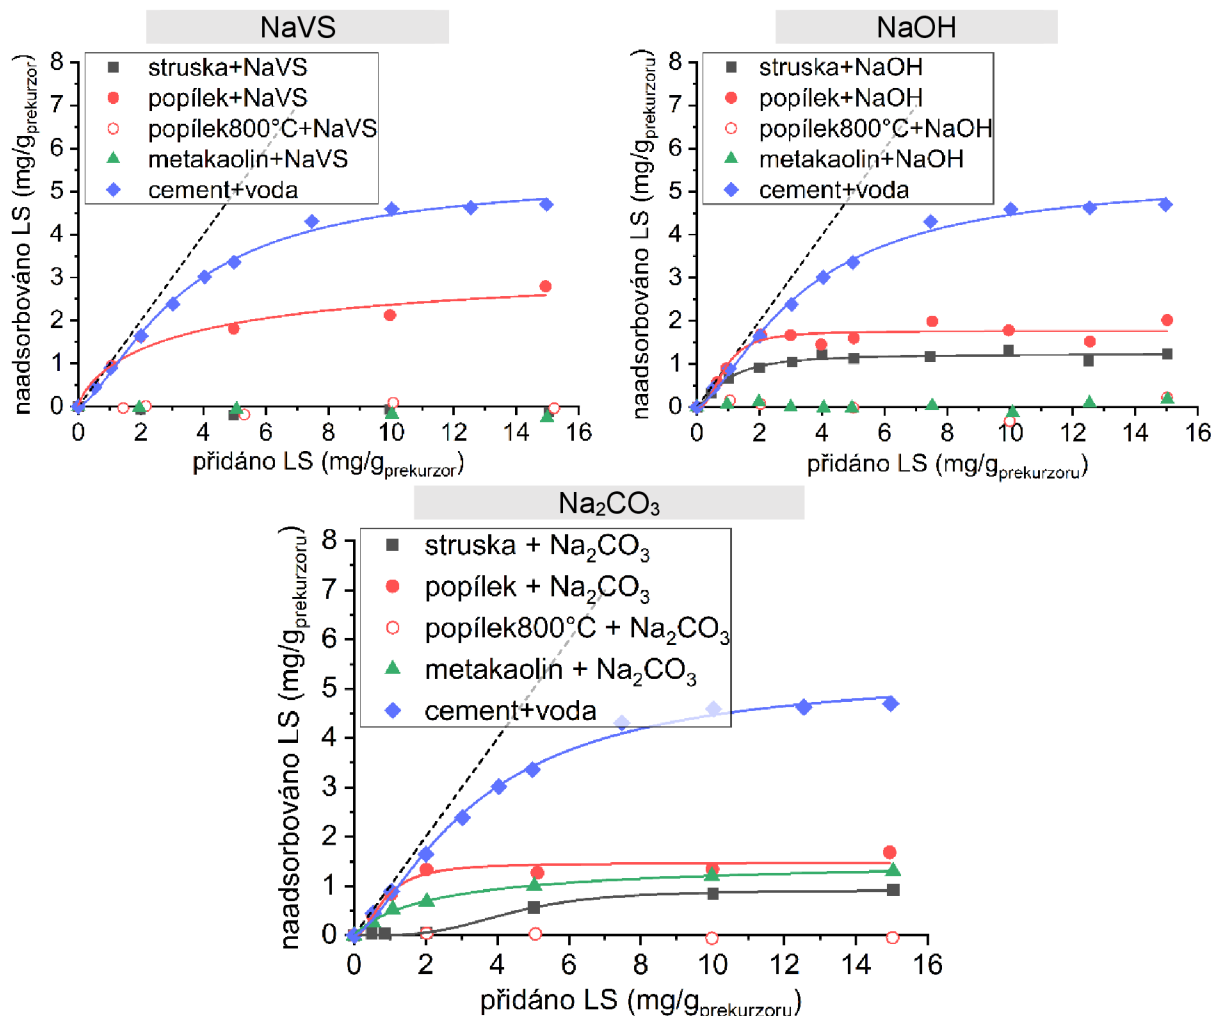 NaVS
struska+NaVS
popílek+NaVS
popílek800°C+NaVS
metakaolin+NaVS
cement+voda
8
7
6
5
4
3
2
1
0
0 2 4 6 8 10 12 14 16
naadsorbováno LS (mg/gprekurzor)
přidáno LS (mg/gprekurzor)
NaOH
struska+NaOH
popílek+NaOH
popílek800°C+NaOH
metakaolin+NaOH
cement+voda
8
7
6
5
4
3
2
1
0
0 2 4 6 8 10 12 14 16
naadsorbováno LS (mg/gprekurzoru)
přidáno LS (mg/gprekurzoru)
Na₂CO₃
struska + Na₂CO₃
popílek + Na₂CO₃
popílek800°C + Na₂CO₃
metakaolin + Na₂CO₃
cement+voda
8
7
6
5
4
3
2
1
0
0 2 4 6 8 10 12 14 16
naadsorbováno LS (mg/gprekurzoru)
přidáno LS (mg/gprekurzoru)